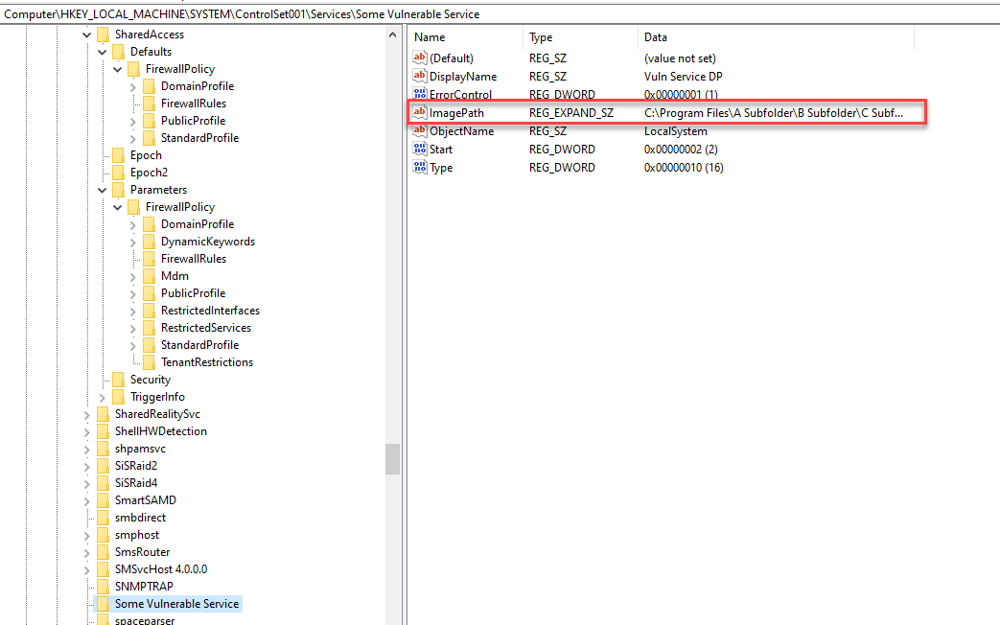 Computer\HKEY_LOCAL_MACHINE\SYSTEM\ControlSet001\Services\Some Vulnerable Service
SharedAccess
Defaults
FirewallPolicy
DomainProfile
FirewallRules
PublicProfile
StandardProfile
Epoch
Epoch2
Parameters
FirewallPolicy
DomainProfile
DynamicKeywords
FirewallRules
Mdm
PublicProfile
RestrictedInterfaces
RestrictedServices
StandardProfile
TenantRestrictions
Security
TriggerInfo
SharedRealitySvc
ShellHWDetection
shpamsvc
SiSRaid2
SiSRaid4
SmartSAMD
smbdirect
smphost
SmsRouter
SMSvcHost 4.0.0.0
SNMPTRAP
Some Vulnerable Service
spaceparser
Name Type Data
(Default) REG_SZ (value not set)
DisplayName REG_SZ Vuln Service DP
ErrorControl REG_DWORD 0x00000001 (1)
ImagePath REG_EXPAND_SZ C:\Program Files\A Subfolder\B Subfolder\C Subf...
ObjectName REG_SZ LocalSystem
Start REG_DWORD 0x00000002 (2)
Type REG_DWORD 0x00000010 (16)